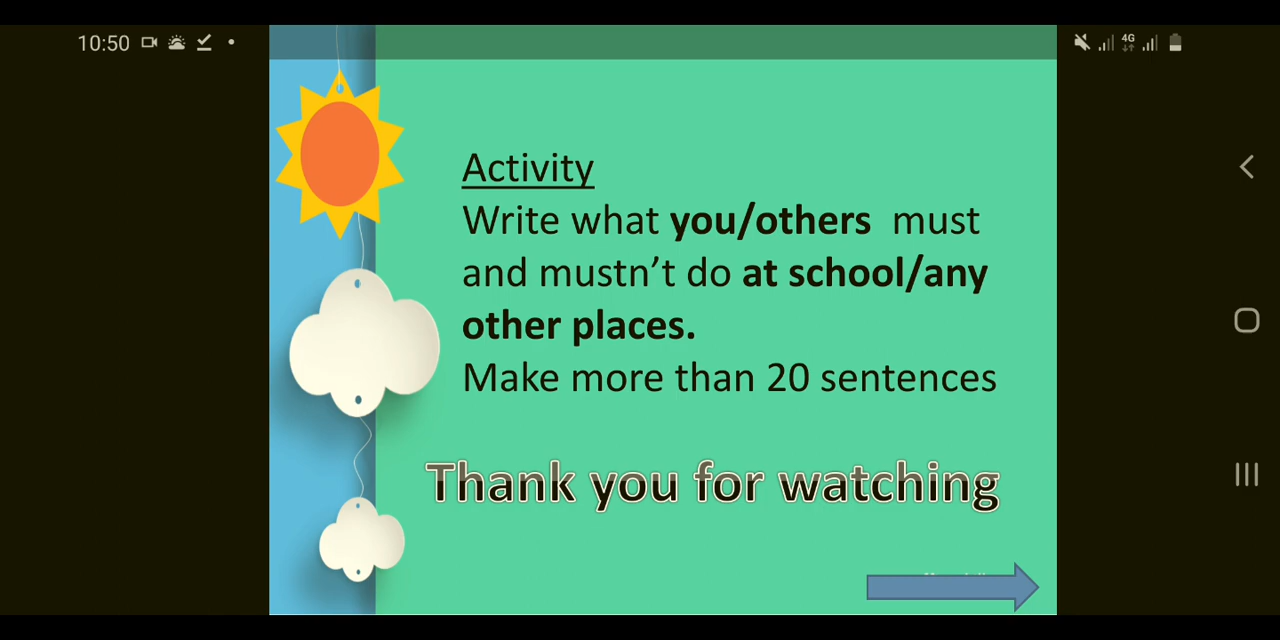 10:50
4G
Activity
Write what you/others must
and mustn't do at school/any
other places.
Make more than 20 sentences
Thank you for watching